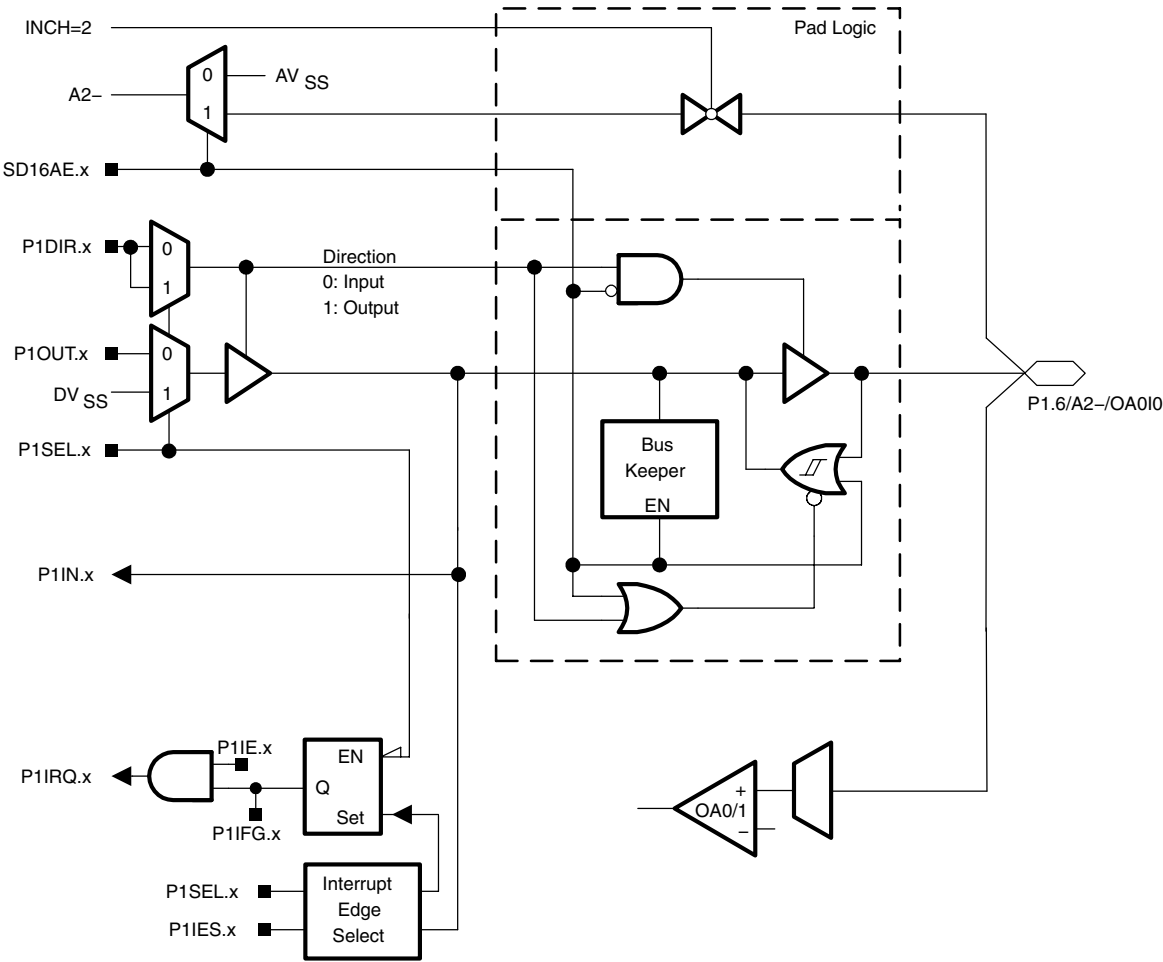 INCH=2
Pad Logic
0
AV SS
A2−
1
SD16AE.x
P1DIR.x
0
1
Direction
0: Input
1: Output
P1OUT.x
0
DV SS
1
P1.6/A2−/OA0I0
P1SEL.x
Bus
Keeper
EN
P1IN.x
P1IE.x
EN
P1IRQ.x
Q
Set
P1IFG.x
+
OA0/1
−
P1SEL.x
P1IES.x
Interrupt
Edge
Select